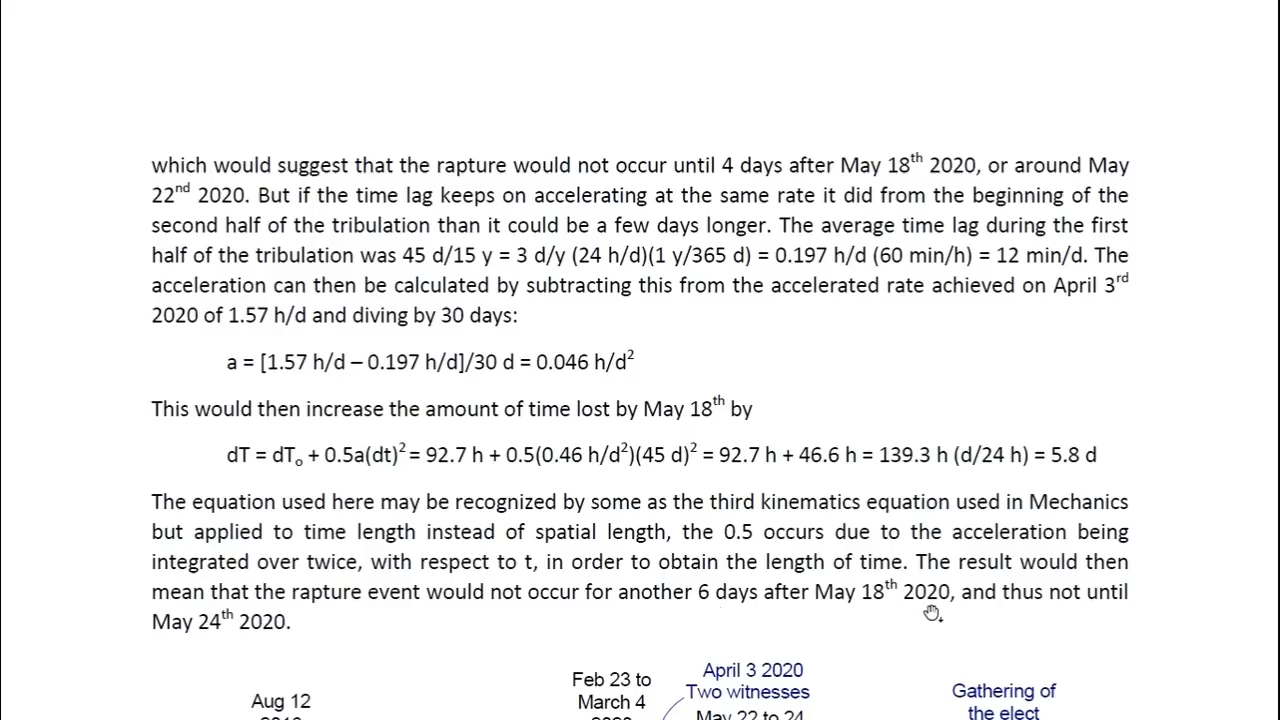 which would suggest that the rapture would not occur until 4 days after May 18th 2020, or around May
22nd 2020. But if the time lag keeps on accelerating at the same rate it did from the beginning of the
second half of the tribulation than it could be a few days longer. The average time lag during the first
half of the tribulation was 45 d/15 y = 3 d/y (24 h/d)(1 y/365 d) = 0.197 h/d (60 min/h) = 12 min/d. The
acceleration can then be calculated by subtracting this from the accelerated rate achieved on April 3rd
2020 of 1.57 h/d and diving by 30 days:
a = [1.57 h/d – 0.197 h/d]/30 d = 0.046 h/d2
This would then increase the amount of time lost by May 18th by
dT = dTo + 0.5a(dt)2 = 92.7 h + 0.5(0.46 h/d2)(45 d)2 = 92.7 h + 46.6 h = 139.3 h (d/24 h) = 5.8 d
The equation used here may be recognized by some as the third kinematics equation used in Mechanics
but applied to time length instead of spatial length, the 0.5 occurs due to the acceleration being
integrated over twice, with respect to t, in order to obtain the length of time. The result would then
mean that the rapture event would not occur for another 6 days after May 18th 2020, and thus not until
May 24th 2020.
Aug 12
Feb 23 to
March 4
April 3 2020
Two witnesses
May 22 to 24
Gathering of
the elect